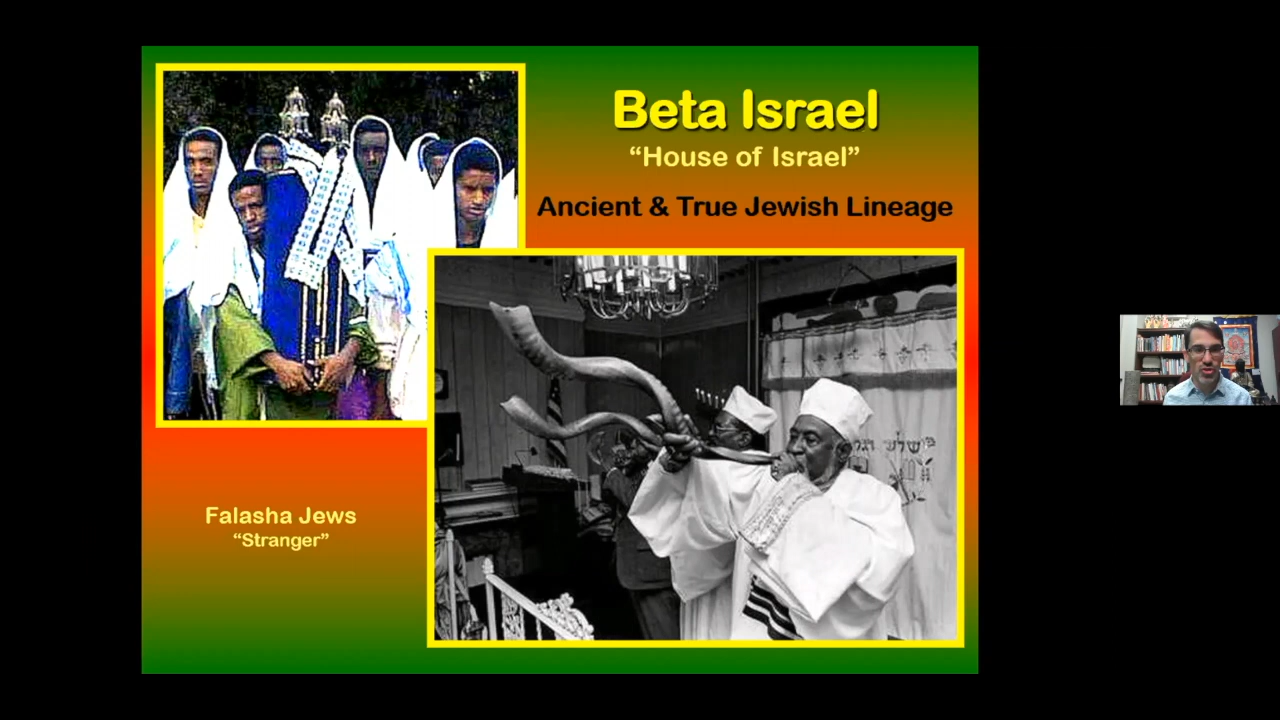 Beta Israel
“House of Israel”
Ancient & True Jewish Lineage
Falasha Jews
“Stranger”